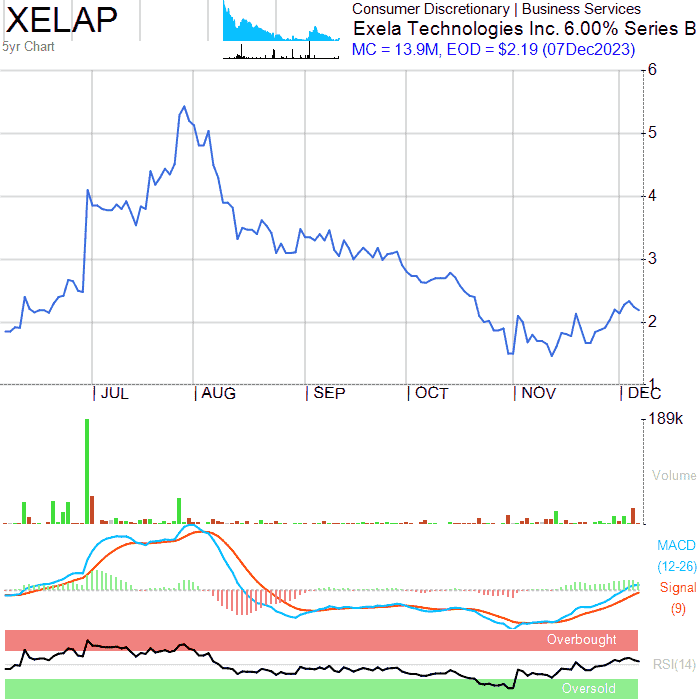 XELAP
5yr Chart
Consumer Discretionary | Business Services
Exela Technologies Inc. 6.00% Series B
MC = 13.9M, EOD = $2.19 (07Dec2023)
6
5
4
3
2
1
JUL AUG SEP OCT NOV DEC
189k
Volume
MACD
(12-26)
Signal
(9)
Overbought
RSI(14)
Oversold